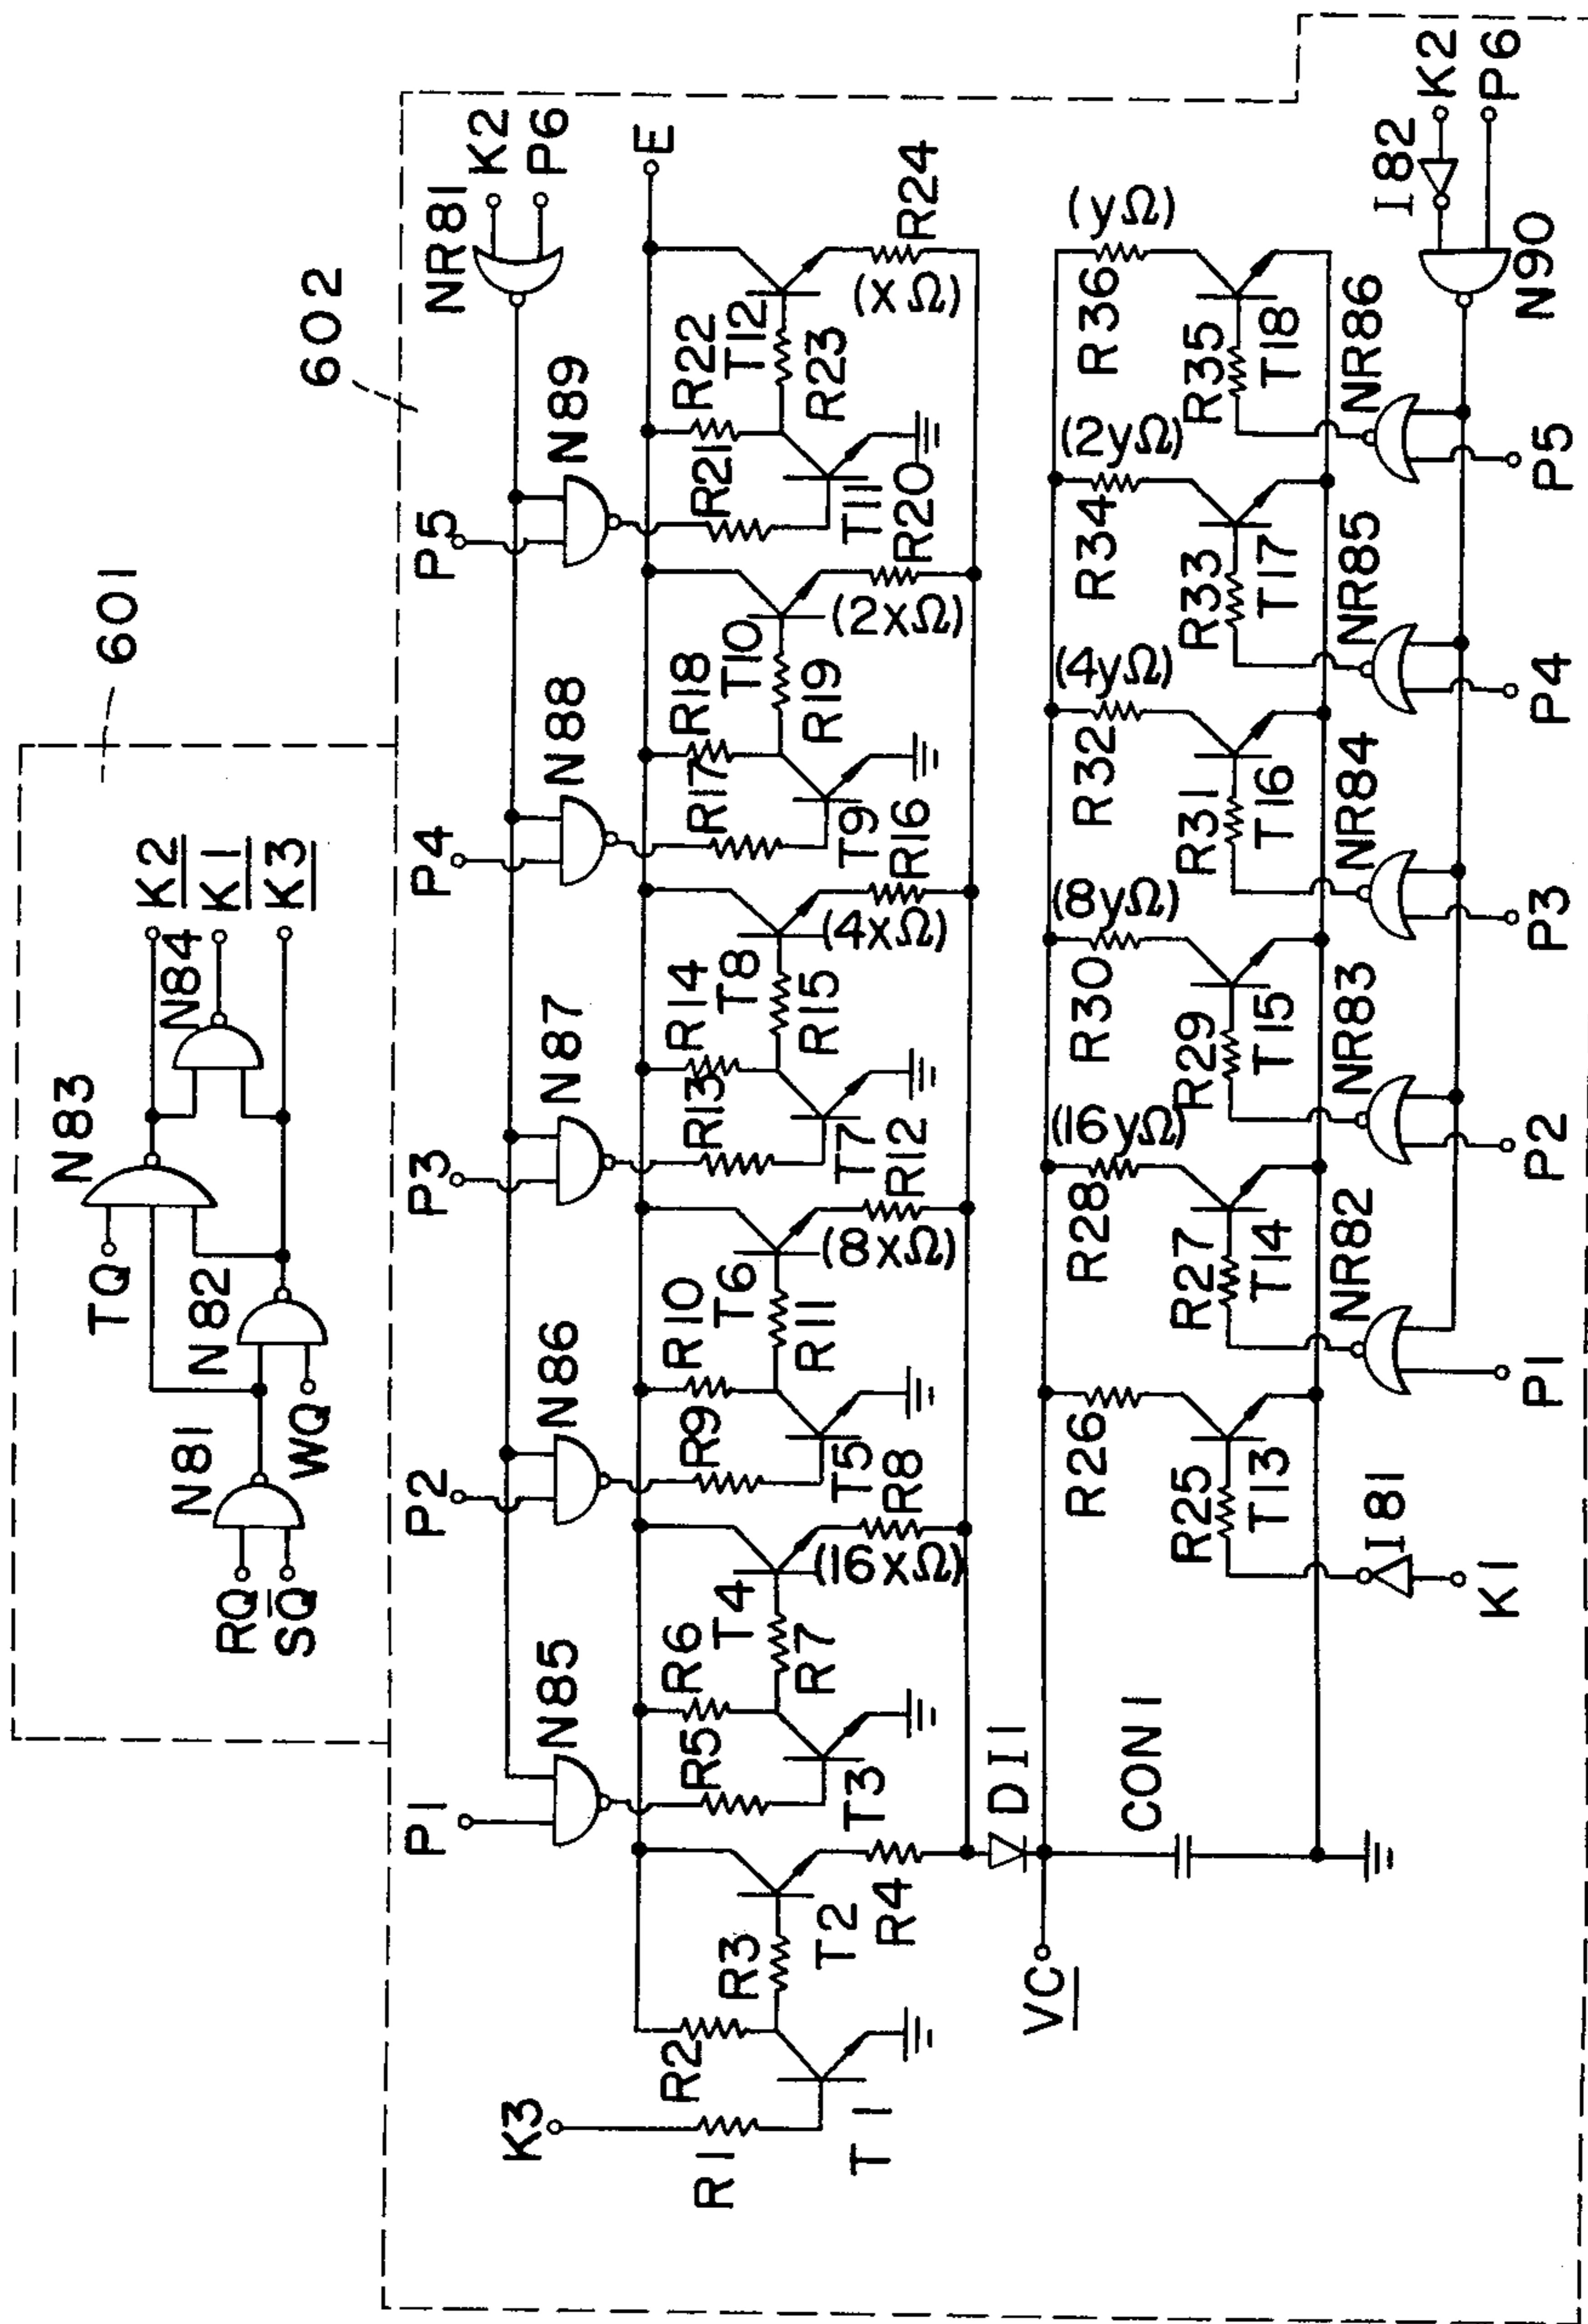 601
TQ
N83
K2
N84
K1
K3
N82
RQ
SQ
N81
WQ
602
P1
P2
P3
P4
P5
NR81
K2
P6
N85
N86
N87
N88
N89
E
K3
R1
R2
R3
T1
T2
R4
R5
R6
T3
T4
R7
R8
(16xΩ)
R9
R10
T5
T6
R11
R12
(8xΩ)
R13
R14
T7
T8
R15
R16
(4xΩ)
R17
R18
T9
T10
R19
R20
(2xΩ)
R21
R22
T11
T12
R23
R24
(xΩ)
DI1
VC
CON1
R26
R28
(16yΩ)
R30
(8yΩ)
R32
(4yΩ)
R34
(2yΩ)
R36
(yΩ)
R25
T13
R27
T14
R29
T15
R31
T16
R33
T17
R35
T18
I81
NR82
NR83
NR84
NR85
NR86
I82
K2
P6
N90
K1
P1
P2
P3
P4
P5